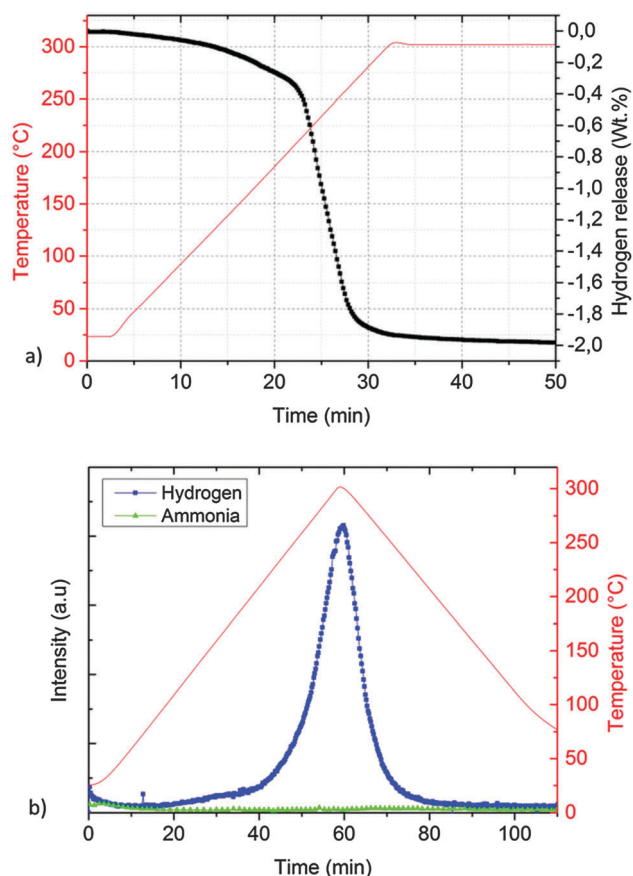 300
250
200
150
100
50
0
Temperature (°C)
0,0
-0,2
-0,4
-0,6
-0,8
-1,0
-1,2
-1,4
-1,6
-1,8
-2,0
Hydrogen release (Wt.%)
0 10 20 30 40 50
a) Time (min)
Hydrogen
Ammonia
Intensity (a.u)
300
250
200
150
100
50
0
Temperature (°C)
0 20 40 60 80 100
b) Time (min)